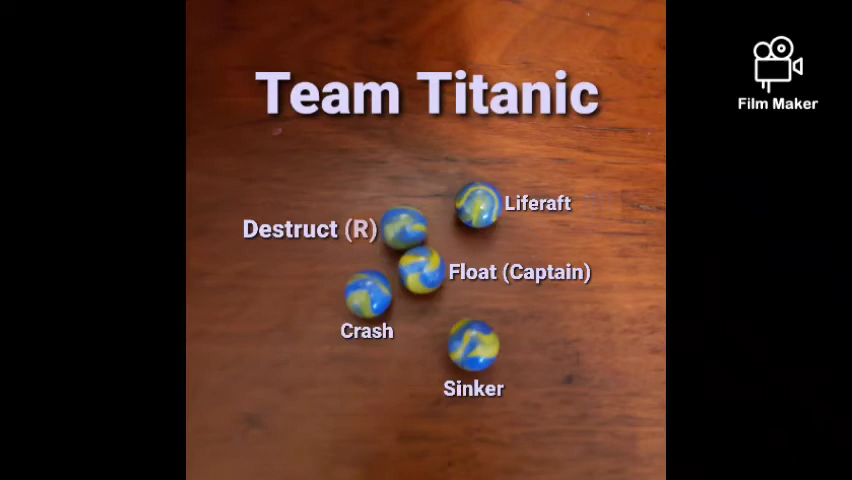 Team Titanic
Film Maker
Liferaft
Destruct (R)
Float (Captain)
Crash
Sinker